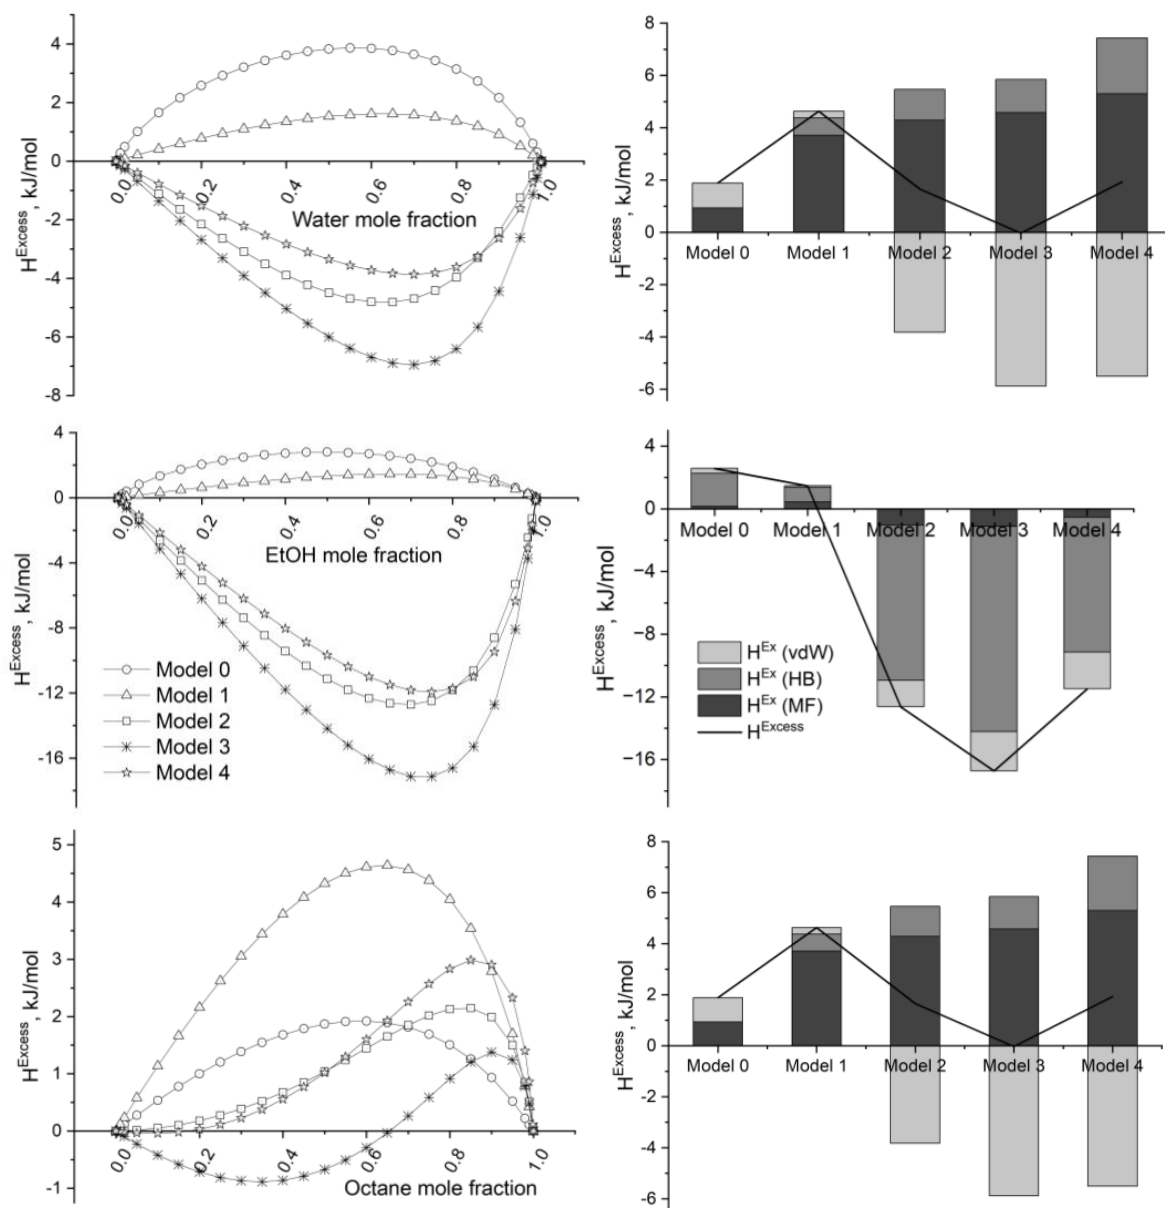 4
2
0
-2
-4
-6
-8
H^Excess, kJ/mol
0.0 0.2 0.4 0.6 0.8 1.0
Water mole fraction
8
6
4
2
0
-2
-4
-6
H^Excess, kJ/mol
Model 0 Model 1 Model 2 Model 3 Model 4
4
0
-4
-8
-12
-16
H^Excess, kJ/mol
0.0 0.2 0.4 0.6 0.8 1.0
EtOH mole fraction
Model 0
Model 1
Model 2
Model 3
Model 4
4
0
-4
-8
-12
-16
H^Excess, kJ/mol
Model 0 Model 1 Model 2 Model 3 Model 4
H^Ex (vdW)
H^Ex (HB)
H^Ex (MF)
H^Excess
5
4
3
2
1
0
-1
H^Excess, kJ/mol
0.0 0.2 0.4 0.6 0.8 1.0
Octane mole fraction
8
6
4
2
0
-2
-4
-6
H^Excess, kJ/mol
Model 0 Model 1 Model 2 Model 3 Model 4